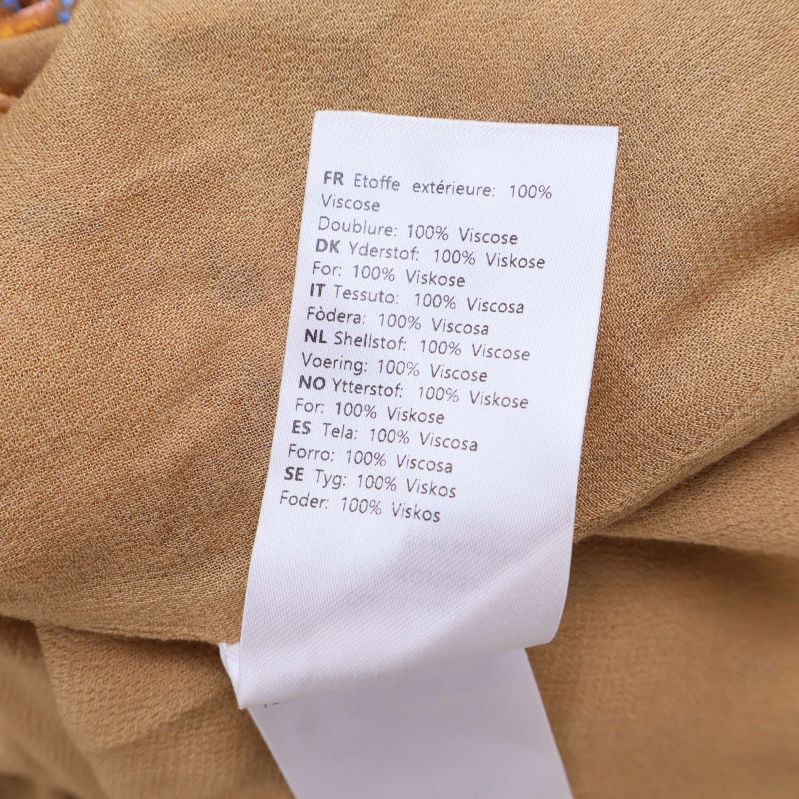 FR Etoffe extérieure: 100%
Viscose
Doublure: 100% Viscose
DK Yderstof: 100% Viskose
For: 100% Viskose
IT Tessuto: 100% Viscosa
Fòdera: 100% Viscosa
NL Shellstof: 100% Viscose
Voering: 100% Viscose
NO Ytterstof: 100% Viskose
For: 100% Viskose
ES Tela: 100% Viscosa
Forro: 100% Viscosa
SE Tyg: 100% Viskos
Foder: 100% Viskos